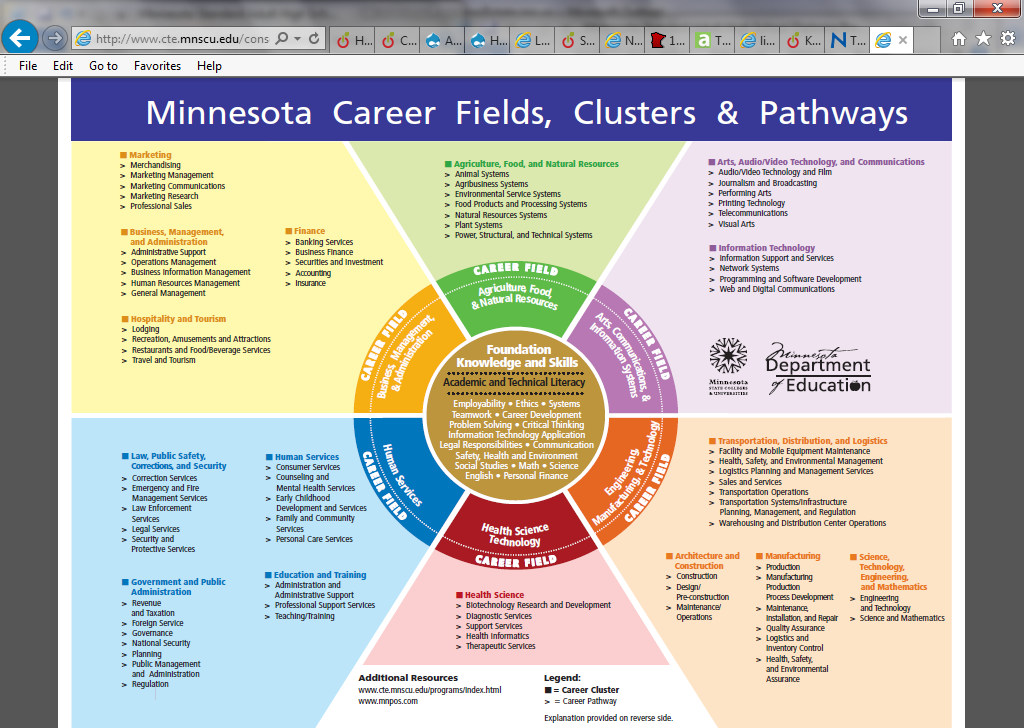 http://www.cte.mnscu.edu/cons
H...
C...
A...
H...
L...
S...
N...
1...
T...
li...
K...
T...
File Edit Go to Favorites Help
Minnesota Career Fields, Clusters & Pathways
■ Marketing
> Merchandising
> Marketing Management
> Marketing Communications
> Marketing Research
> Professional Sales
■ Business, Management,
and Administration
> Administrative Support
> Operations Management
> Business Information Management
> Human Resources Management
> General Management
■ Finance
> Banking Services
> Business Finance
> Securities and Investment
> Accounting
> Insurance
■ Hospitality and Tourism
> Lodging
> Recreation, Amusements and Attractions
> Restaurants and Food/Beverage Services
> Travel and Tourism
■ Agriculture, Food, and Natural Resources
> Animal Systems
> Agribusiness Systems
> Environmental Service Systems
> Food Products and Processing Systems
> Natural Resources Systems
> Plant Systems
> Power, Structural, and Technical Systems
■ Arts, Audio/Video Technology, and Communications
> Audio/Video Technology and Film
> Journalism and Broadcasting
> Performing Arts
> Printing Technology
> Telecommunications
> Visual Arts
■ Information Technology
> Information Support and Services
> Network Systems
> Programming and Software Development
> Web and Digital Communications
Minnesota
STATE COLLEGES
& UNIVERSITIES
Minnesota
Department
of Education
CAREER FIELD
Agriculture, Food,
& Natural Resources
CAREER FIELD
Arts, Communications, &
Information Systems
CAREER FIELD
Business, Management,
& Administration
Foundation
Knowledge and Skills
Academic and Technical Literacy
Employability • Ethics • Systems
Teamwork • Career Development
Problem Solving • Critical Thinking
Information Technology Application
Legal Responsibilities • Communication
Safety, Health and Environment
Social Studies • Math • Science
English • Personal Finance
Human Services
CAREER FIELD
Engineering,
Manufacturing, & Technology
CAREER FIELD
Health Science
Technology
CAREER FIELD
■ Law, Public Safety,
Corrections, and Security
> Correction Services
> Emergency and Fire
Management Services
> Law Enforcement
Services
> Legal Services
> Security and
Protective Services
■ Human Services
> Consumer Services
> Counseling and
Mental Health Services
> Early Childhood
Development and Services
> Family and Community
Services
> Personal Care Services
■ Government and Public
Administration
> Revenue
and Taxation
> Foreign Service
> Governance
> National Security
> Planning
> Public Management
and Administration
> Regulation
■ Education and Training
> Administration and
Administrative Support
> Professional Support Services
> Teaching/Training
■ Health Science
> Biotechnology Research and Development
> Diagnostic Services
> Support Services
> Health Informatics
> Therapeutic Services
■ Transportation, Distribution, and Logistics
> Facility and Mobile Equipment Maintenance
> Health, Safety, and Environmental Management
> Logistics Planning and Management Services
> Sales and Services
> Transportation Operations
> Transportation Systems/Infrastructure
Planning, Management, and Regulation
> Warehousing and Distribution Center Operations
■ Architecture and
Construction
> Construction
> Design/
Pre-construction
> Maintenance/
Operations
■ Manufacturing
> Production
> Manufacturing
Production
Process Development
> Maintenance,
Installation, and Repair
> Quality Assurance
> Logistics and
Inventory Control
> Health, Safety,
and Environmental
Assurance
■ Science,
Technology,
Engineering,
and Mathematics
> Engineering
and Technology
> Science and Mathematics
Additional Resources
www.cte.mnscu.edu/programs/index.html
www.mnpos.com
Legend:
■ = Career Cluster
> = Career Pathway
Explanation provided on reverse side.